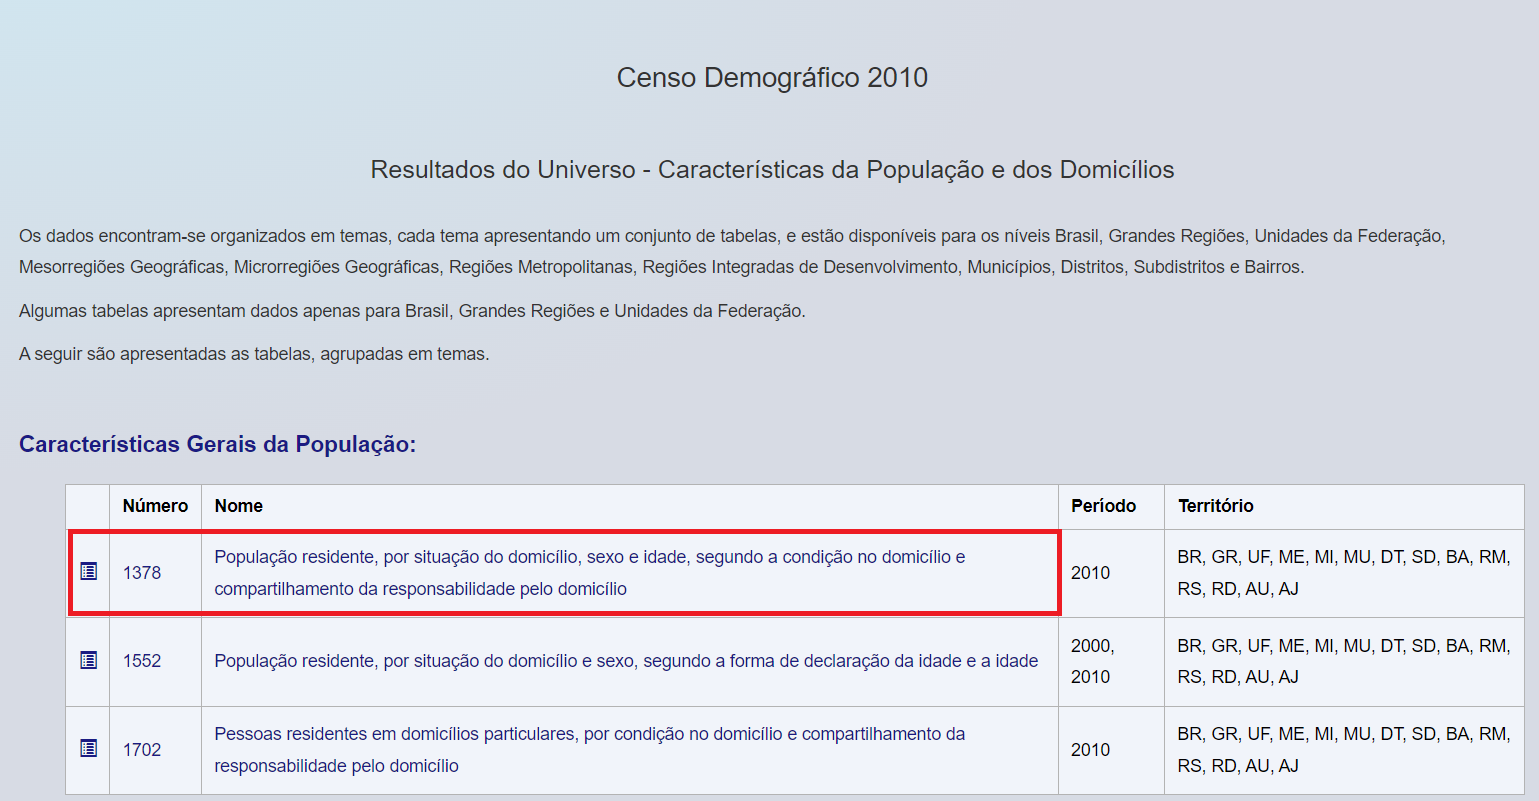 Censo Demográfico 2010
Resultados do Universo - Características da População e dos Domicílios
Os dados encontram-se organizados em temas, cada tema apresentando um conjunto de tabelas, e estão disponíveis para os níveis Brasil, Grandes Regiões, Unidades da Federação,
Mesorregiões Geográficas, Microrregiões Geográficas, Regiões Metropolitanas, Regiões Integradas de Desenvolvimento, Municípios, Distritos, Subdistritos e Bairros.
Algumas tabelas apresentam dados apenas para Brasil, Grandes Regiões e Unidades da Federação.
A seguir são apresentadas as tabelas, agrupadas em temas.
Características Gerais da População:
Número Nome Período Território
1378 População residente, por situação do domicílio, sexo e idade, segundo a condição no domicílio e
compartilhamento da responsabilidade pelo domicílio
2010
BR, GR, UF, ME, MI, MU, DT, SD, BA, RM,
RS, RD, AU, AJ
1552 População residente, por situação do domicílio e sexo, segundo a forma de declaração da idade e a idade
2000,
2010
BR, GR, UF, ME, MI, MU, DT, SD, BA, RM,
RS, RD, AU, AJ
1702 Pessoas residentes em domicílios particulares, por condição no domicílio e compartilhamento da
responsabilidade pelo domicílio
2010
BR, GR, UF, ME, MI, MU, DT, SD, BA, RM,
RS, RD, AU, AJ